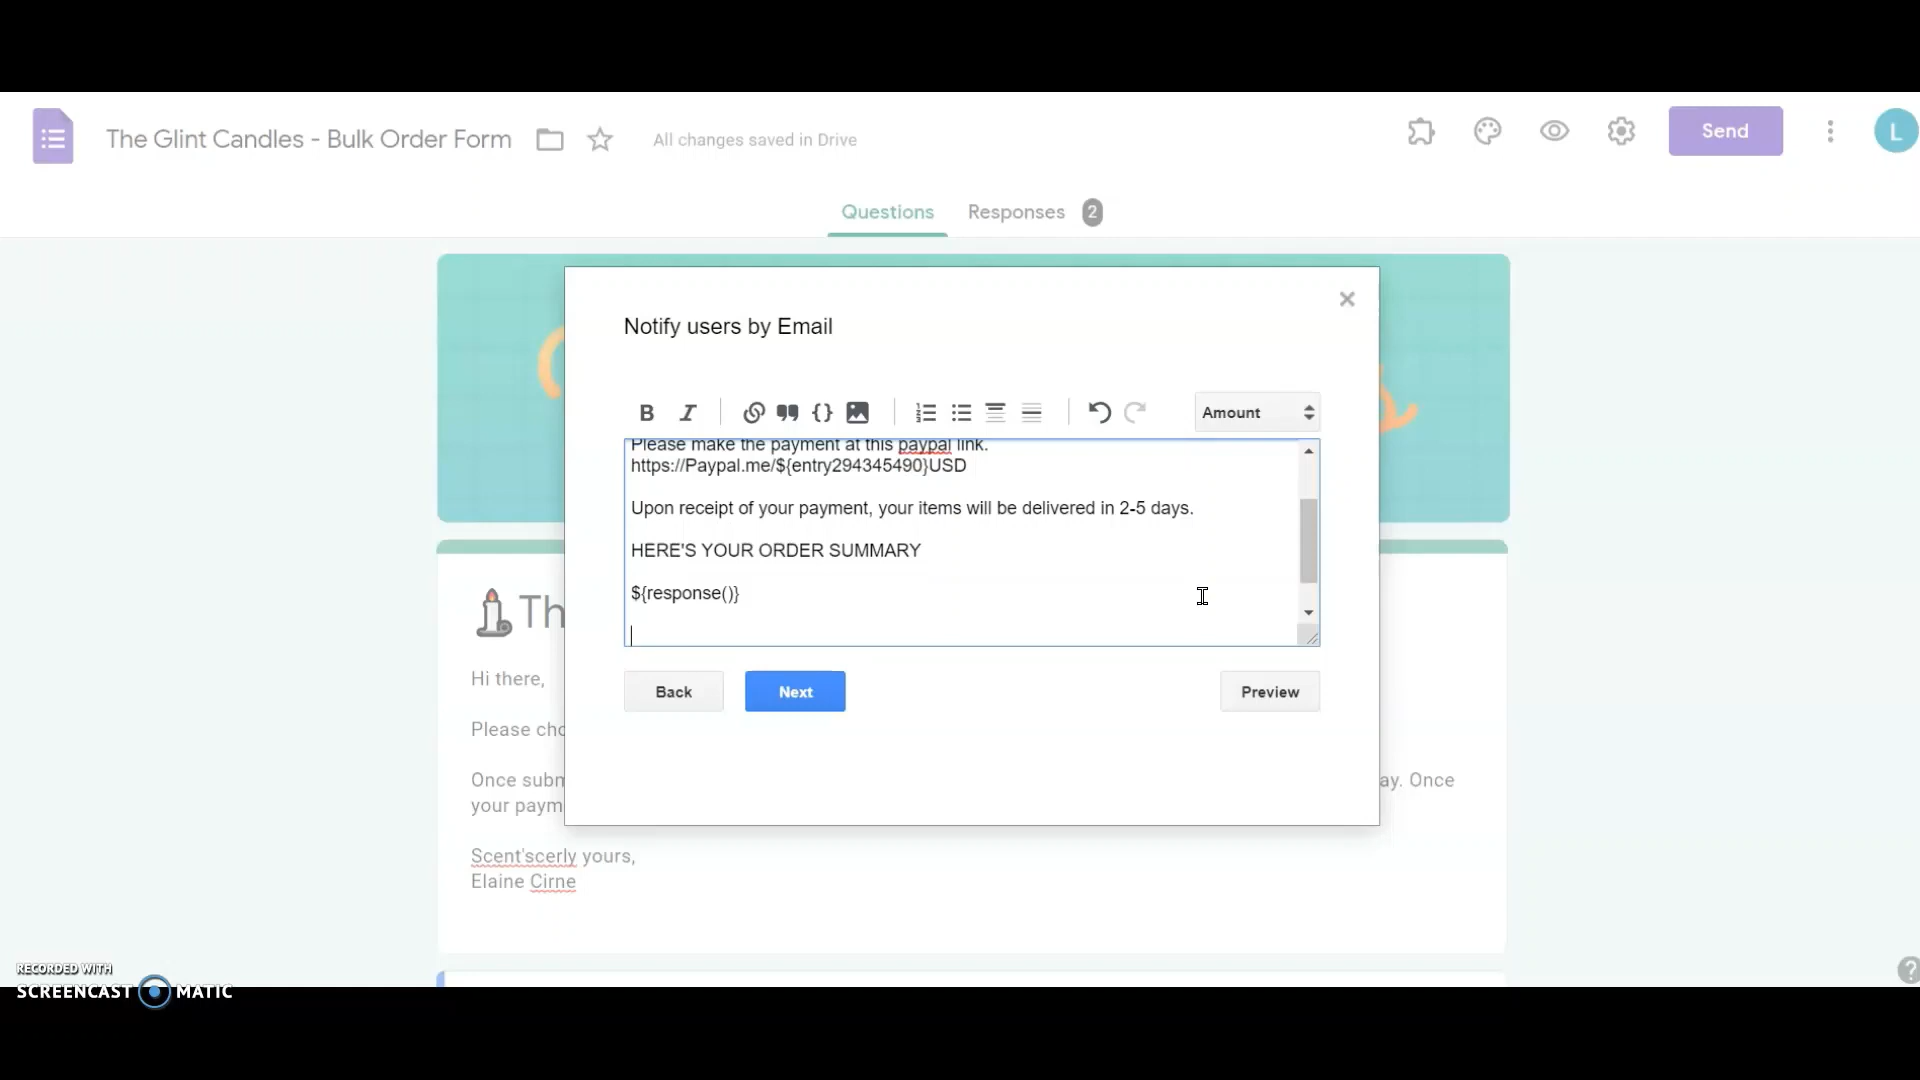 The Glint Candles - Bulk Order Form
All changes saved in Drive
Send
L
Questions
Responses 2
Notify users by Email
Amount
Please make the payment at this paypal link.
https://Paypal.me/${entry294345490}USD
Upon receipt of your payment, your items will be delivered in 2-5 days.
HERE'S YOUR ORDER SUMMARY
${response()}
Back
Next
Preview
Th
Hi there,
Please cho
Once subm
ay. Once
your paym
Scent'scerly yours,
Elaine Cirne
RECORDED WITH
SCREENCAST MATIC